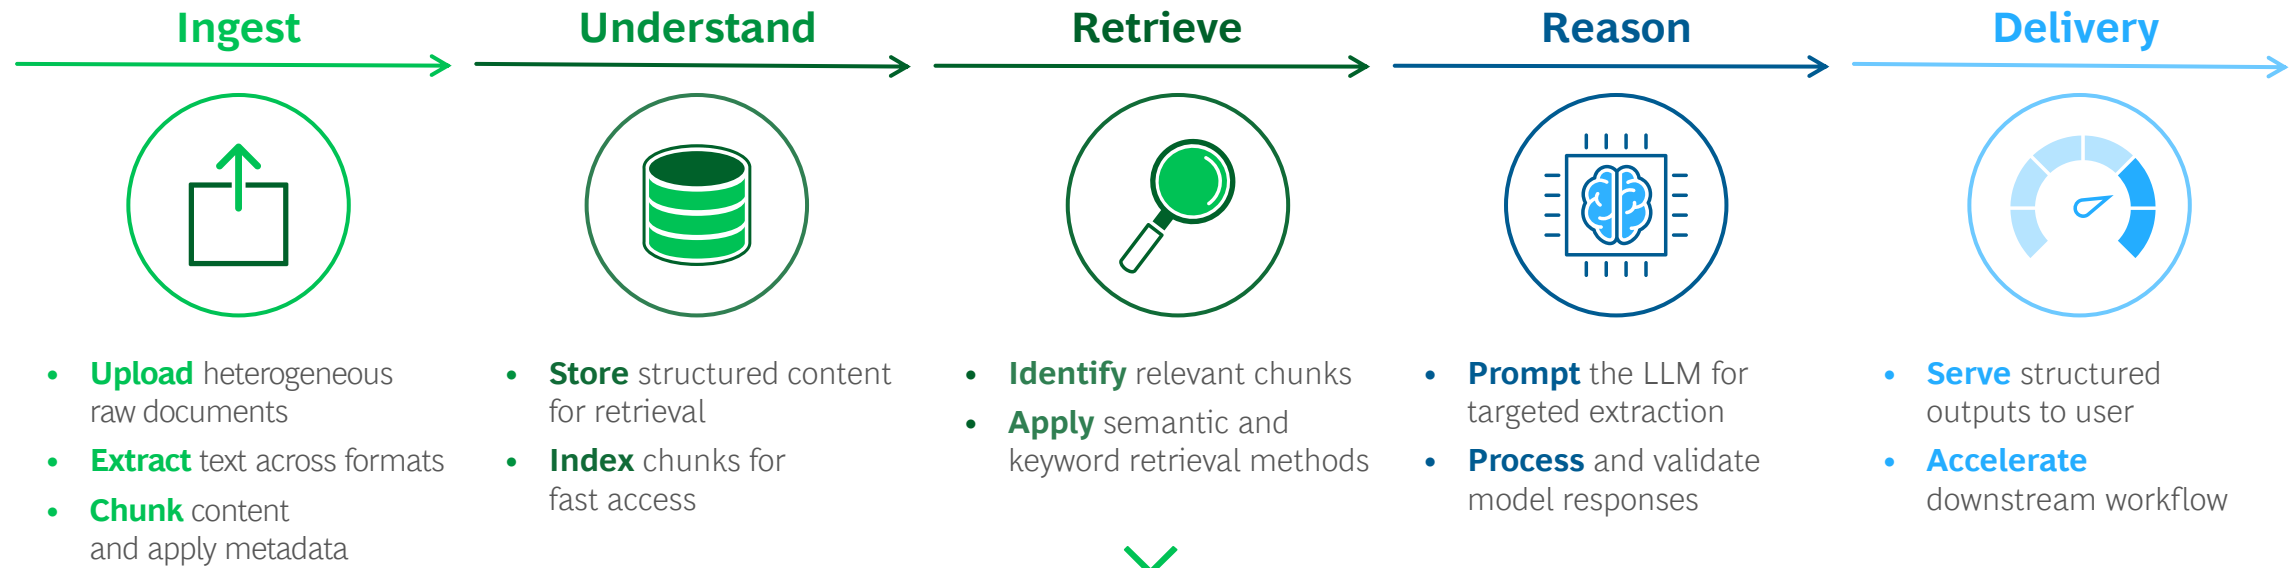 Ingest
Understand
Retrieve
Reason
Delivery
• Upload heterogeneous
raw documents
• Extract text across formats
• Chunk content
and apply metadata
• Store structured content
for retrieval
• Index chunks for
fast access
• Identify relevant chunks
• Apply semantic and
keyword retrieval methods
• Prompt the LLM for
targeted extraction
• Process and validate
model responses
• Serve structured
outputs to user
• Accelerate
downstream workflow